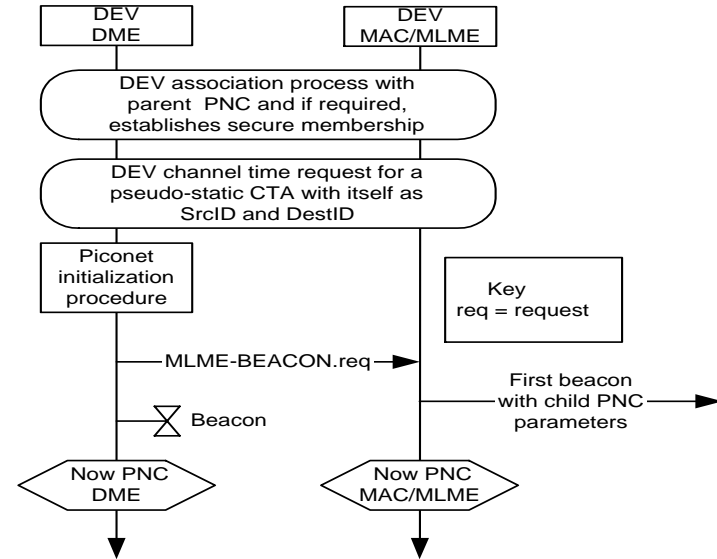 DEV
DME
DEV
MAC/MLME
DEV association process with
parent PNC and if required,
establishes secure membership
DEV channel time request for a
pseudo-static CTA with itself as
SrcID and DestID
Piconet
initialization
procedure
Key
req = request
MLME-BEACON.req
First beacon
with child PNC
parameters
Beacon
Now PNC
DME
Now PNC
MAC/MLME